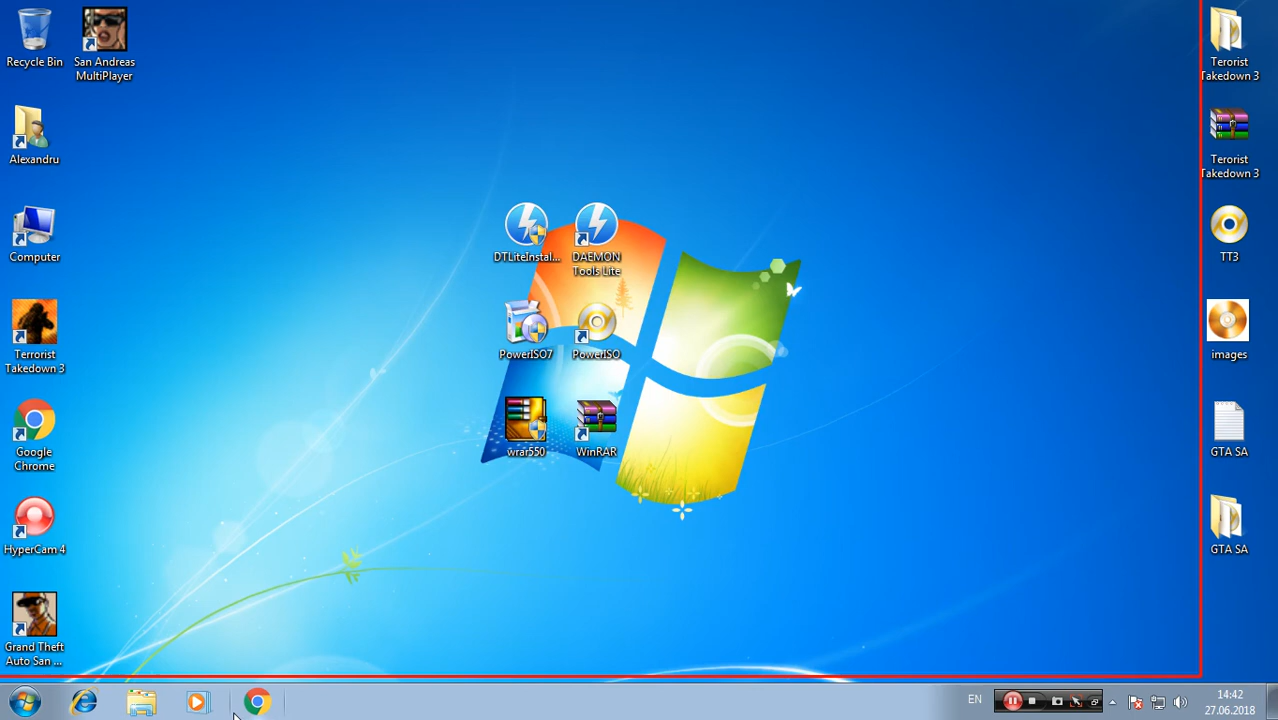 Recycle Bin
San Andreas
MultiPlayer
Alexandru
Computer
Terrorist
Takedown 3
Google
Chrome
HyperCam 4
Grand Theft
Auto San ...
DTLiteInstal...
DAEMON
Tools Lite
PowerISO7
PowerISO
wrar550
WinRAR
Terorist
Takedown 3
Terorist
Takedown 3
TT3
images
GTA SA
GTA SA
EN
14:42
27.06.2018